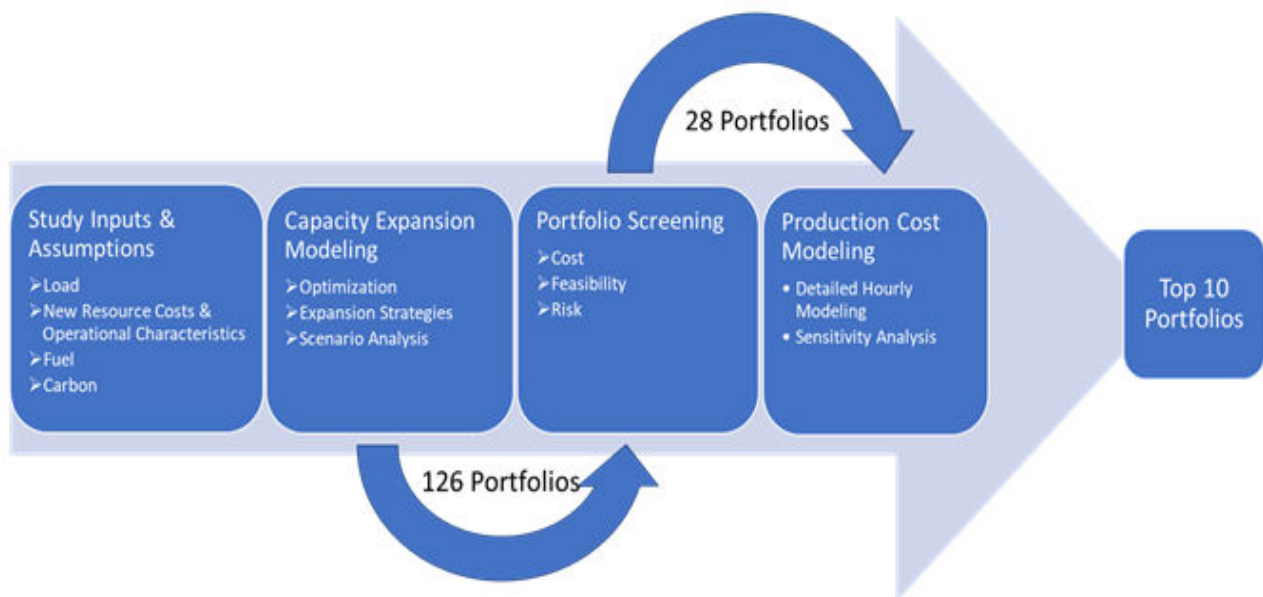 28 Portfolios
Study Inputs &
Assumptions
➢Load
➢New Resource Costs &
Operational Characteristics
➢Fuel
➢Carbon
Capacity Expansion
Modeling
➢Optimization
➢Expansion Strategies
➢Scenario Analysis
Portfolio Screening
➢Cost
➢Feasibility
➢Risk
Production Cost
Modeling
• Detailed Hourly
Modeling
• Sensitivity Analysis
Top 10
Portfolios
126 Portfolios